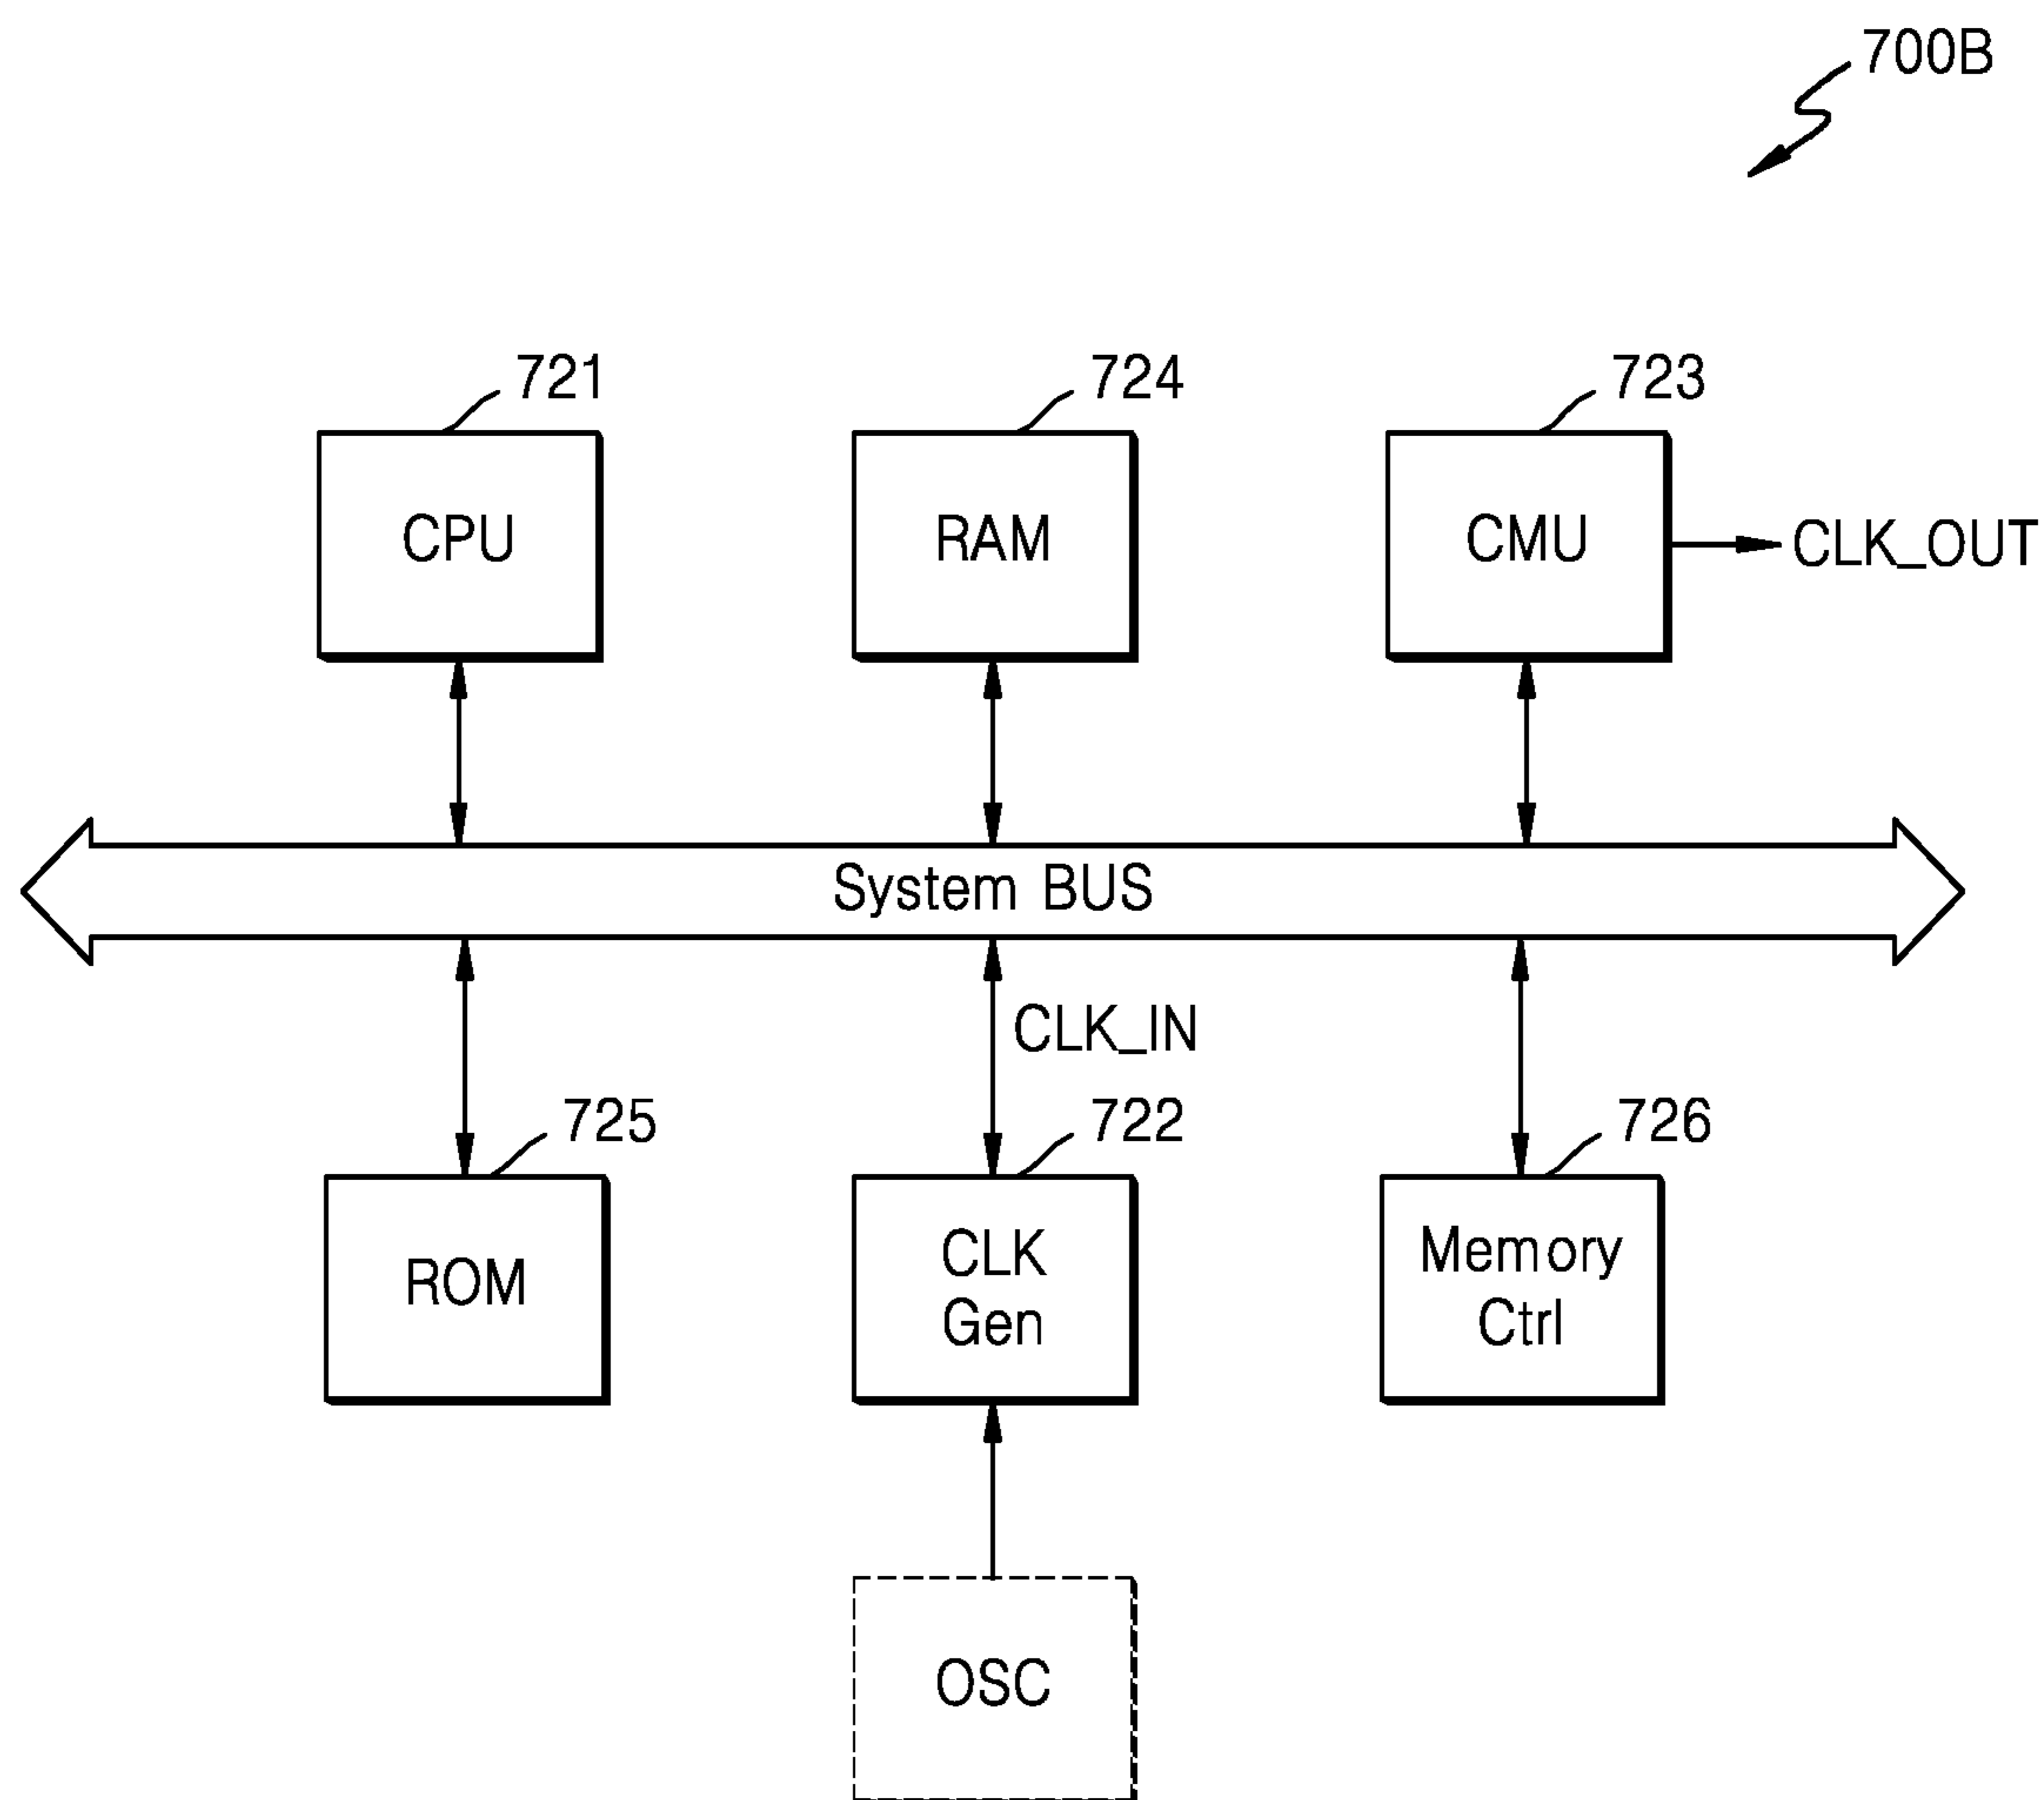 700B
721
724
723
CPU
RAM
CMU
CLK_OUT
System BUS
CLK_IN
725
722
726
ROM
CLK
Gen
Memory
Ctrl
OSC